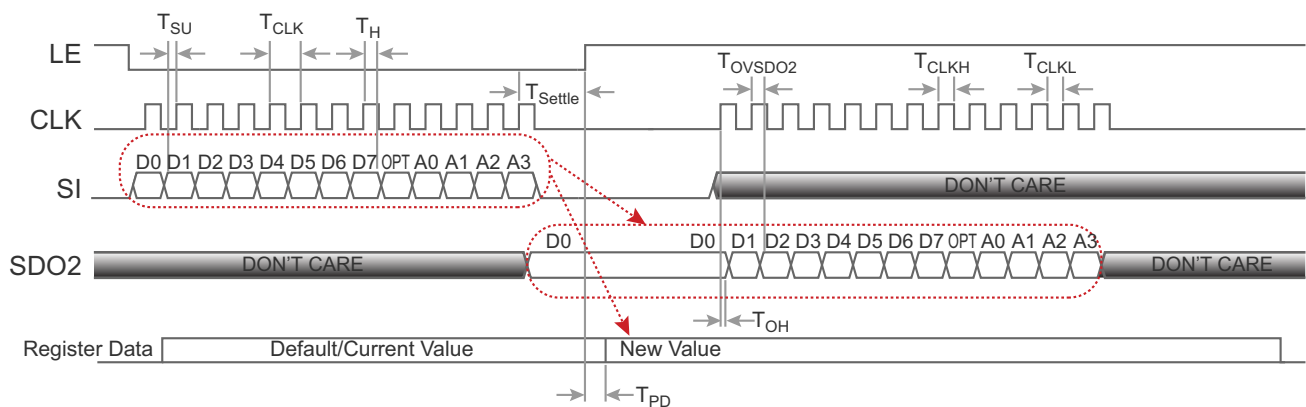 T_SU T_CLK T_H
LE
T_OVSDO2 T_CLKH T_CLKL
T_Settle
CLK
D0 D1 D2 D3 D4 D5 D6 D7 OPT A0 A1 A2 A3
SI
DON'T CARE
D0 D0 D1 D2 D3 D4 D5 D6 D7 OPT A0 A1 A2 A3
SDO2
DON'T CARE
DON'T CARE
T_OH
Register Data Default/Current Value New Value
T_PD